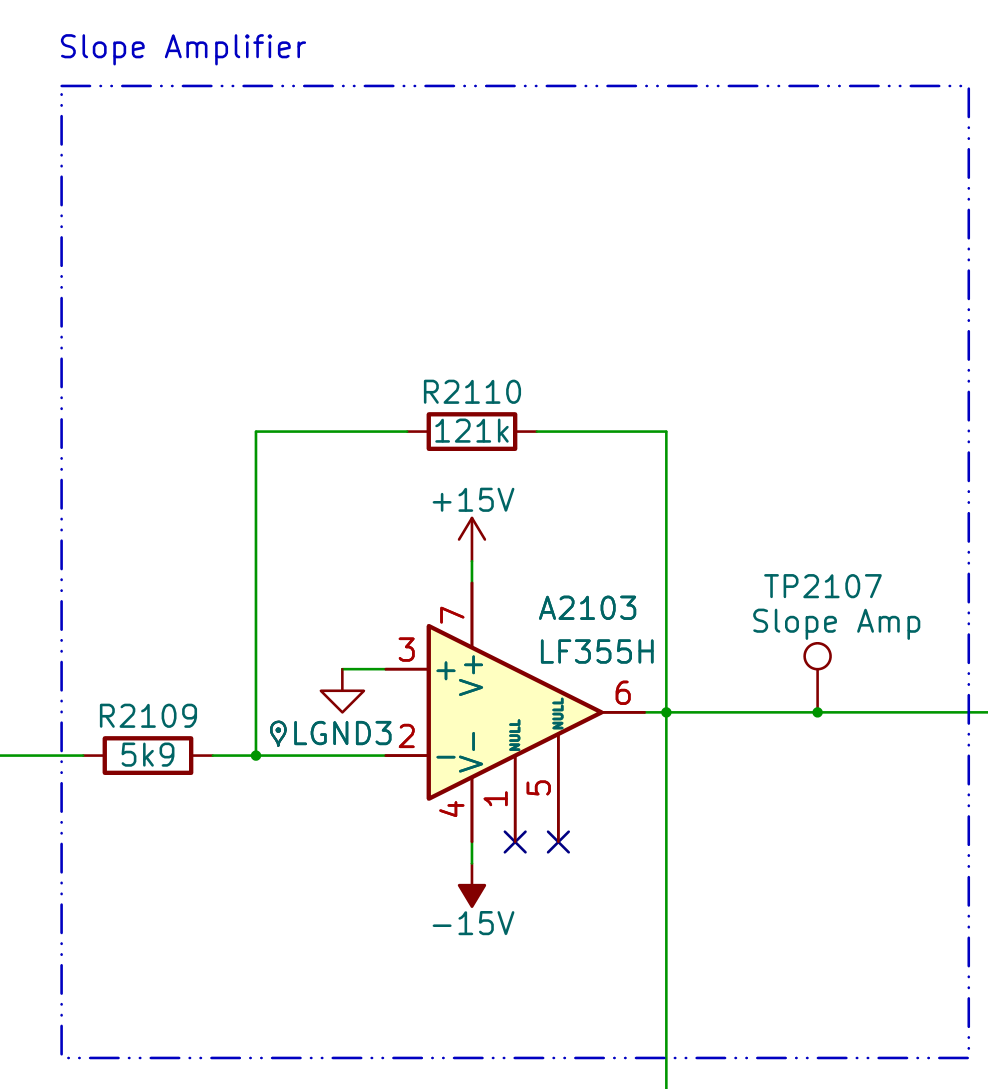 Slope Amplifier
R2110
121k
+15V
7
TP2107
Slope Amp
A2103
LF355H
3
+
V+
6
R2109
5k9
LGND3
2
−
V−
NULL
NULL
4
1
5
−15V